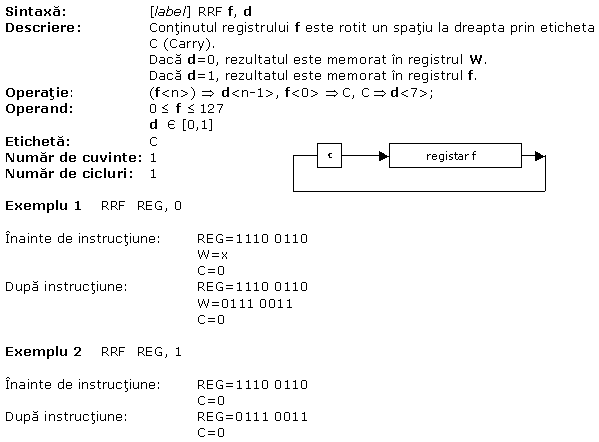 Sintaxă: [label] RRF f, d
Descriere: Conţinutul registrului f este rotit un spaţiu la dreapta prin eticheta
C (Carry).
Dacă d=0, rezultatul este memorat în registrul W.
Dacă d=1, rezultatul este memorat în registrul f.
Operaţie: (f<n>) ⇒ d<n-1>, f<0> ⇒ C, C ⇒ d<7>;
Operand: 0 ≤ f ≤ 127
d ∈ [0,1]
Etichetă: C
Număr de cuvinte: 1
Număr de cicluri: 1
c registar f
Exemplu 1 RRF REG, 0
Înainte de instrucţiune: REG=1110 0110
W=x
C=0
După instrucţiune: REG=1110 0110
W=0111 0011
C=0
Exemplu 2 RRF REG, 1
Înainte de instrucţiune: REG=1110 0110
C=0
După instrucţiune: REG=0111 0011
C=0